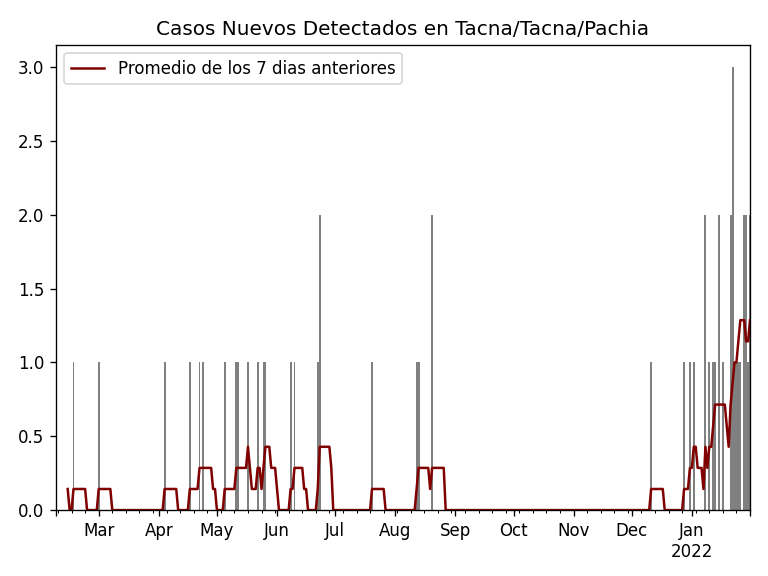 Casos Nuevos Detectados en Tacna/Tacna/Pachia
Promedio de los 7 dias anteriores
3.0
2.5
2.0
1.5
1.0
0.5
0.0
Mar Apr May Jun Jul Aug Sep Oct Nov Dec Jan
2022